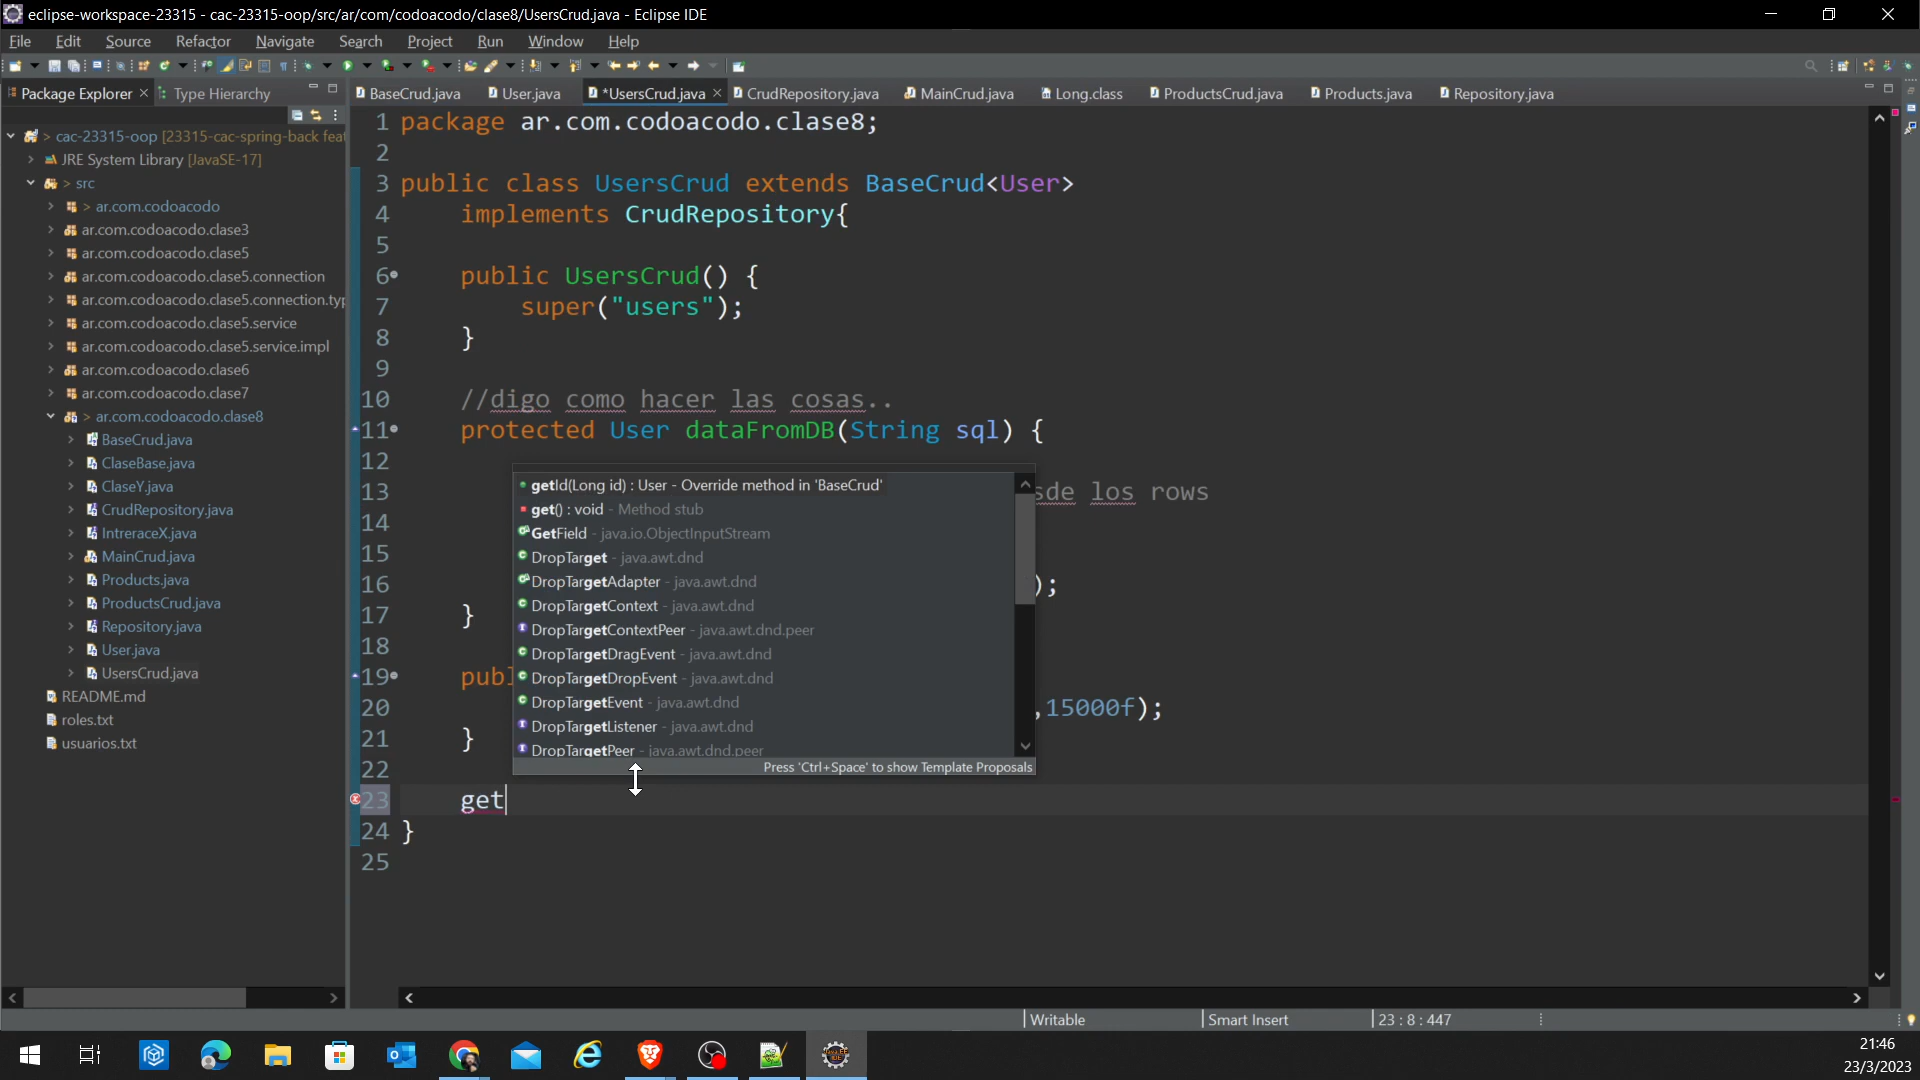 eclipse-workspace-23315 - cac-23315-oop/src/ar/com/codoacodo/clase8/UsersCrud.java - Eclipse IDE
File Edit Source Refactor Navigate Search Project Run Window Help
Package Explorer Type Hierarchy
BaseCrud.java User.java *UsersCrud.java CrudRepository.java MainCrud.java Long.class ProductsCrud.java Products.java Repository.java
> cac-23315-oop [23315-cac-spring-back feat
JRE System Library [JavaSE-17]
> src
> ar.com.codoacodo
ar.com.codoacodo.clase3
ar.com.codoacodo.clase5
ar.com.codoacodo.clase5.connection
ar.com.codoacodo.clase5.connection.typ
ar.com.codoacodo.clase5.service
ar.com.codoacodo.clase5.service.impl
ar.com.codoacodo.clase6
ar.com.codoacodo.clase7
> ar.com.codoacodo.clase8
BaseCrud.java
ClaseBase.java
ClaseY.java
CrudRepository.java
IntreraceX.java
MainCrud.java
Products.java
ProductsCrud.java
Repository.java
User.java
UsersCrud.java
README.md
roles.txt
usuarios.txt
1 package ar.com.codoacodo.clase8;
2
3 public class UsersCrud extends BaseCrud<User>
4 implements CrudRepository{
5
6 public UsersCrud() {
7 super("users");
8 }
9
10 //digo como hacer las cosas..
11 protected User dataFromDB(String sql) {
12
13 sde los rows
14
15
16 );
17 }
18
19 publ
20 ,15000f);
21 }
22
23 get
24 }
25
getId(Long id) : User - Override method in 'BaseCrud'
get() : void - Method stub
GetField - java.io.ObjectInputStream
DropTarget - java.awt.dnd
DropTargetAdapter - java.awt.dnd
DropTargetContext - java.awt.dnd
DropTargetContextPeer - java.awt.dnd.peer
DropTargetDragEvent - java.awt.dnd
DropTargetDropEvent - java.awt.dnd
DropTargetEvent - java.awt.dnd
DropTargetListener - java.awt.dnd
DropTargetPeer - java.awt.dnd.peer
Press 'Ctrl+Space' to show Template Proposals
Writable Smart Insert 23 : 8 : 447
21:46
23/3/2023